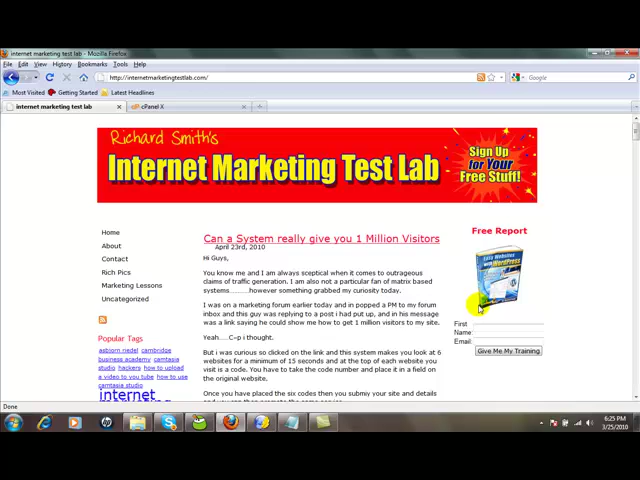 internet marketing test lab - Mozilla Firefox
File Edit View History Bookmarks Tools Help
http://internetmarketingtestlab.com/
Google
Most Visited Getting Started Latest Headlines
internet marketing test lab
cPanel X
Richard Smith's
Internet Marketing Test Lab
Sign Up
for Your
Free Stuff!
Home
About
Contact
Rich Pics
Marketing Lessons
Uncategorized
Popular Tags
asbjorn riedel cambridge
business academy camtasia
studio hackers how to upload
a video to you tube how to use
camtasia studio
internet
Can a System really give you 1 Million Visitors
April 23rd, 2010
Hi Guys,
You know me and I am always sceptical when it comes to outrageous
claims of traffic generation. I am also not a particular fan of matrix based
systems..........however something grabbed my curiosity today.
I was on a marketing forum earlier today and in popped a PM to my forum
inbox and this guy was replying to a post i had put up, and in his message
was a link saying he could show me how to get 1 million visitors to my site.
Yeah.....C–p i thought.
But i was curious so clicked on the link and this system makes you look at 6
websites for a minimum of 15 seconds and at the top of each website you
visit is a code. You have to take the code number and place it in a field on
the original website.
Once you have placed the six codes then you submiy your site and details
Free Report
Easy Websites
with WordPress
First
Name:
Email:
Give Me My Training
Done
6:25 PM
3/25/2010